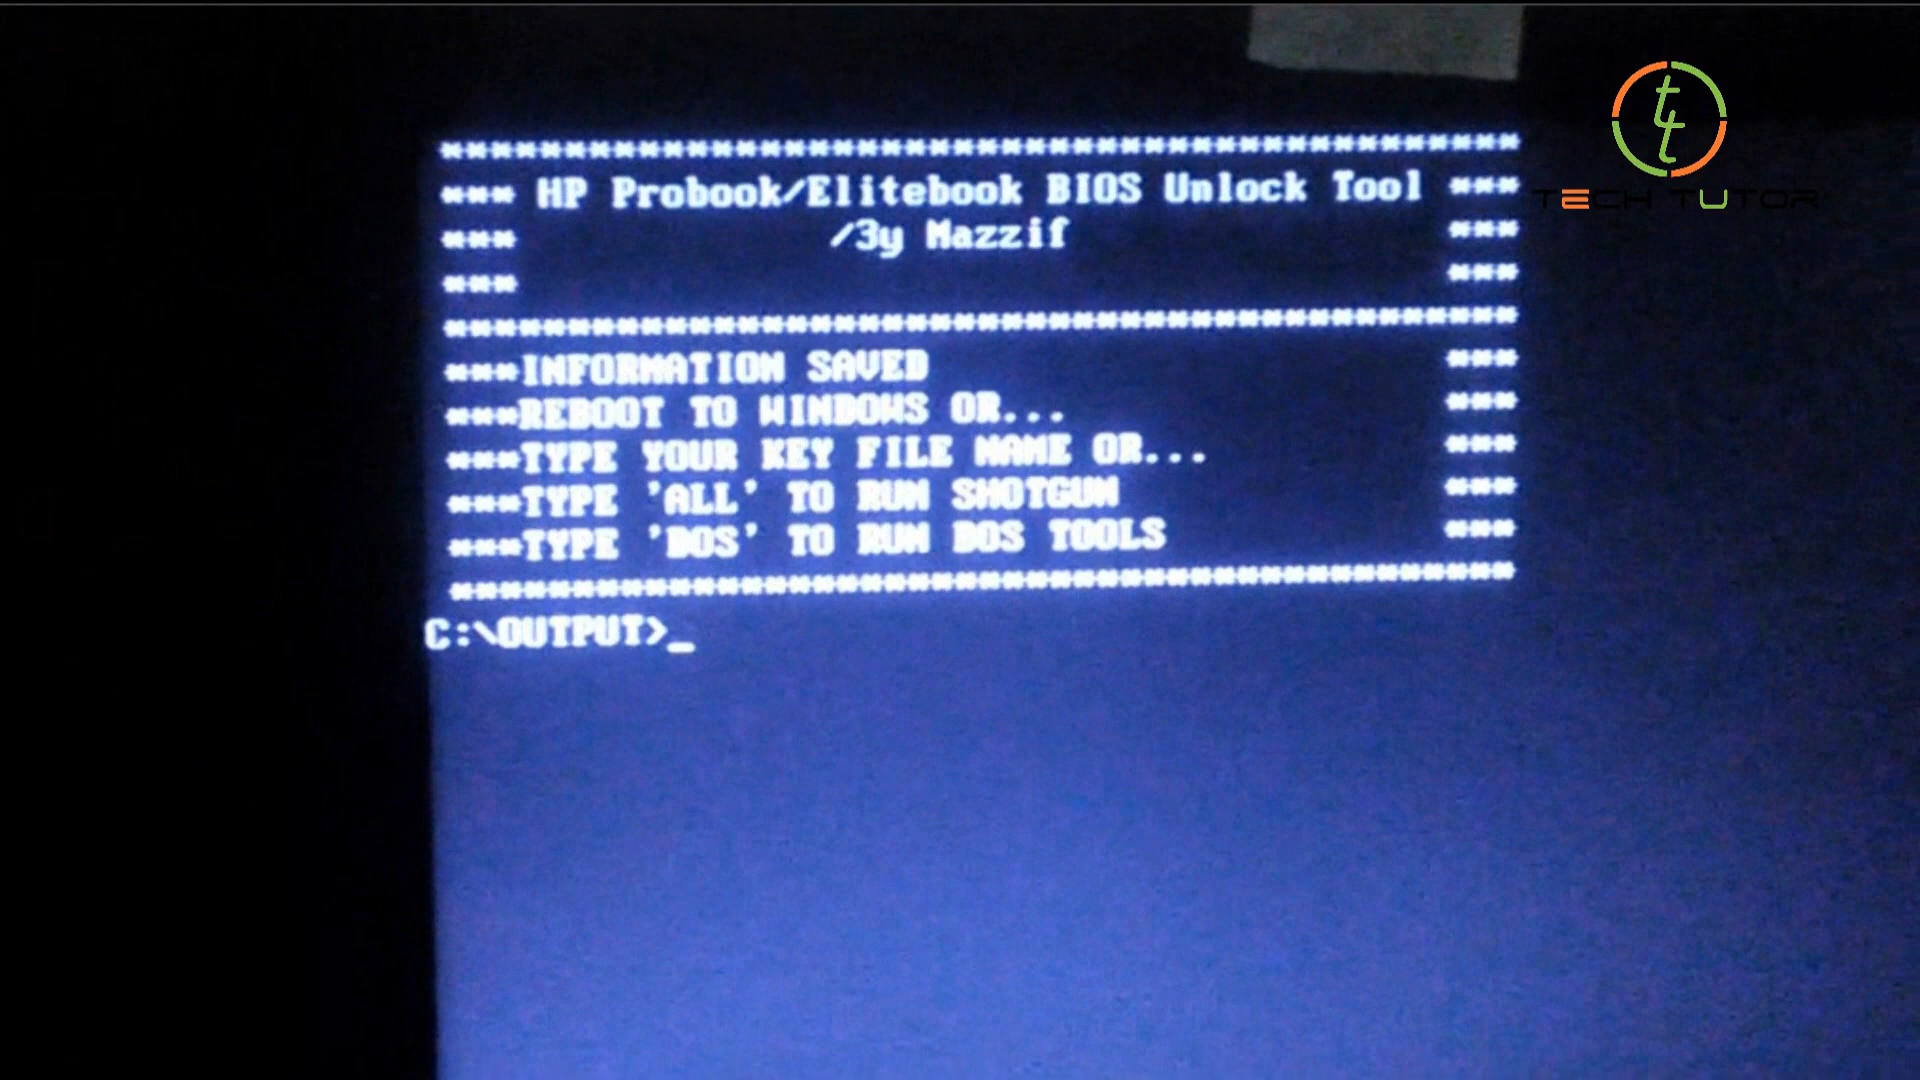 ***********************************************
*** HP Probook/Elitebook BIOS Unlock Tool ***
*** /3y Mazzif ***
*** ***
***********************************************
***INFORMATION SAVED ***
***REBOOT TO WINDOWS OR... ***
***TYPE YOUR KEY FILE NAME OR... ***
***TYPE 'ALL' TO RUN SHOTGUN ***
***TYPE 'DOS' TO RUN DOS TOOLS ***
***********************************************
C:\OUTPUT>_
tt
TECH TUTOR